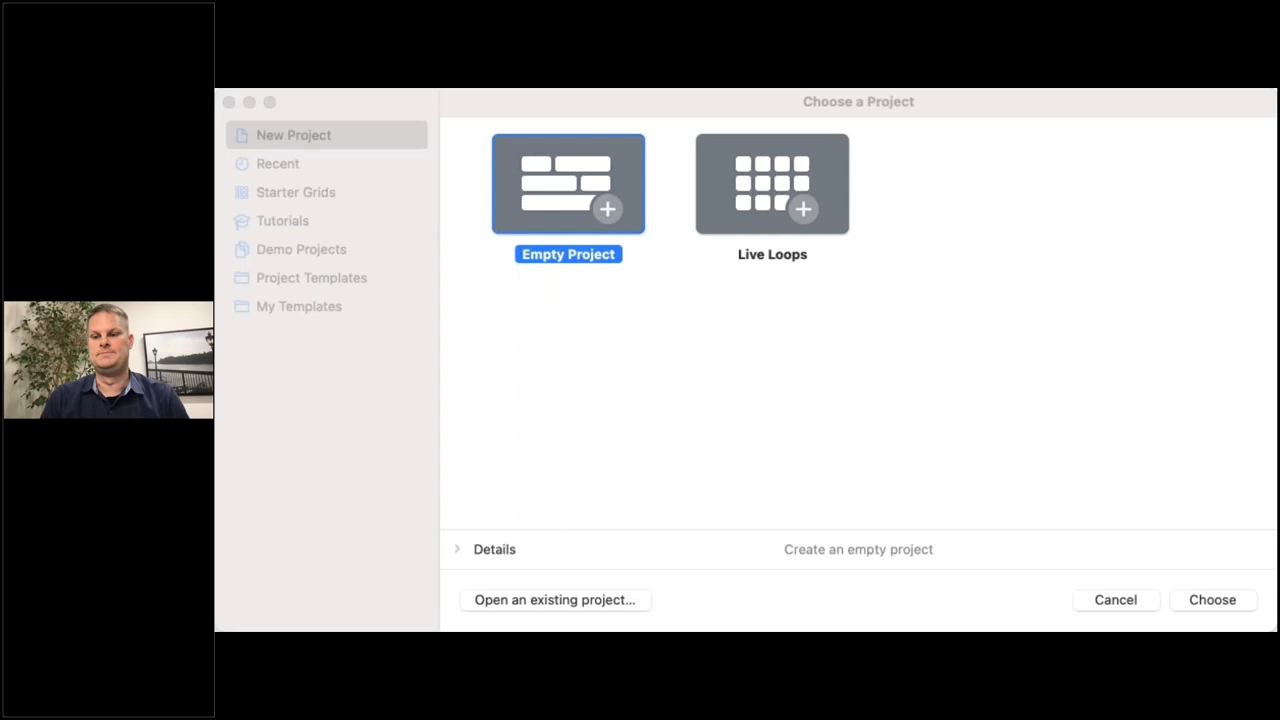 Choose a Project
New Project
Recent
Starter Grids
Tutorials
Demo Projects
Project Templates
My Templates
Empty Project
Live Loops
Details
Create an empty project
Open an existing project...
Cancel
Choose